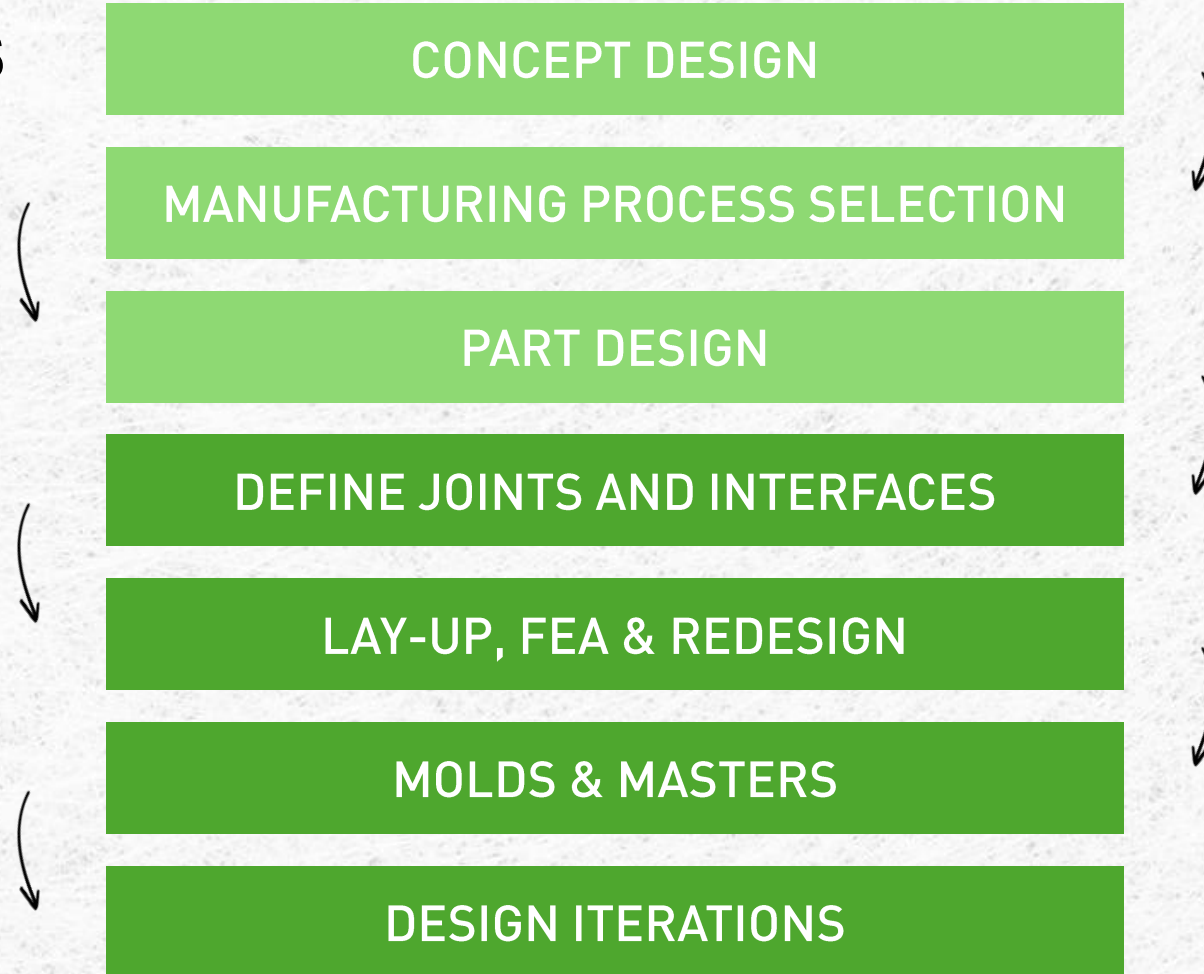 CONCEPT DESIGN
MANUFACTURING PROCESS SELECTION
PART DESIGN
DEFINE JOINTS AND INTERFACES
LAY-UP, FEA & REDESIGN
MOLDS & MASTERS
DESIGN ITERATIONS